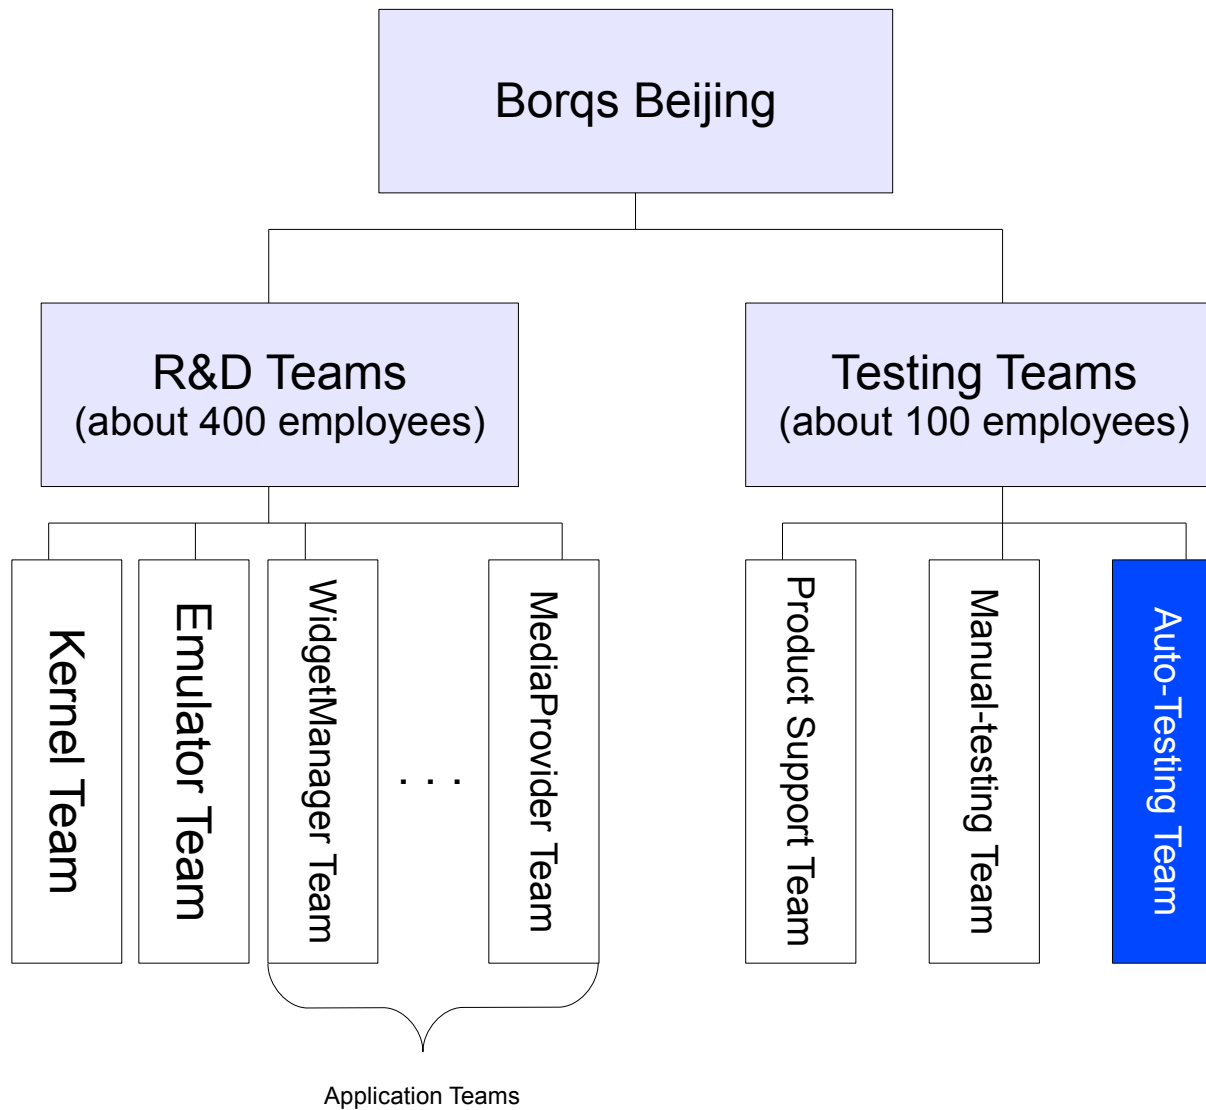 Borqs Beijing
R&D Teams
(about 400 employees)
Testing Teams
(about 100 employees)
Kernel Team
Emulator Team
WidgetManager Team
. . .
MediaProvider Team
Product Support Team
Manual-testing Team
Auto-Testing Team
Application Teams